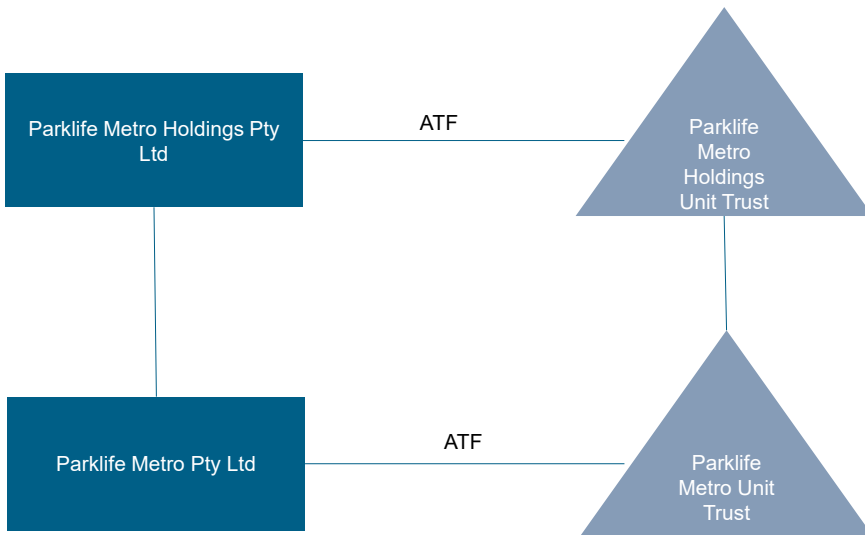 Parklife Metro Holdings Pty
Ltd
ATF
Parklife
Metro
Holdings
Unit Trust
Parklife Metro Pty Ltd
ATF
Parklife
Metro Unit
Trust